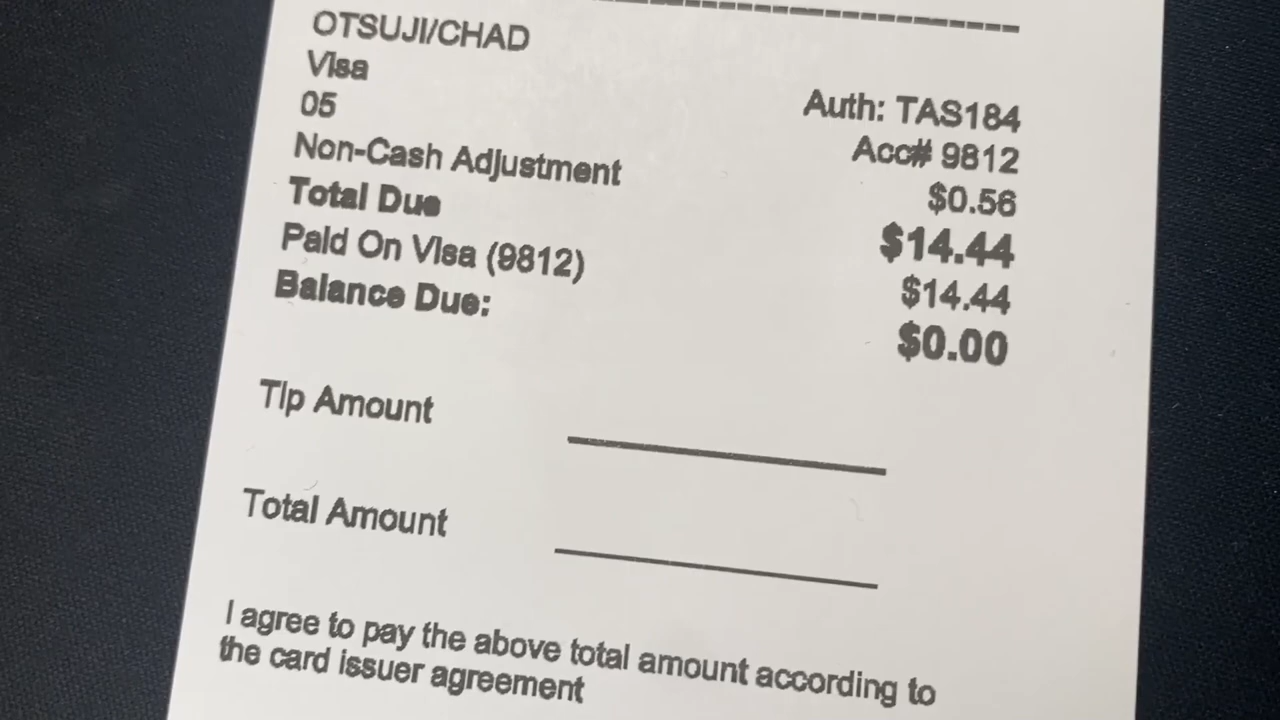 OTSUJI/CHAD
Visa
05 Auth: TAS184
Non-Cash Adjustment Acc# 9812
$0.56
Total Due $14.44
Paid On Visa (9812) $14.44
Balance Due: $0.00
Tip Amount
Total Amount
I agree to pay the above total amount according to
the card issuer agreement